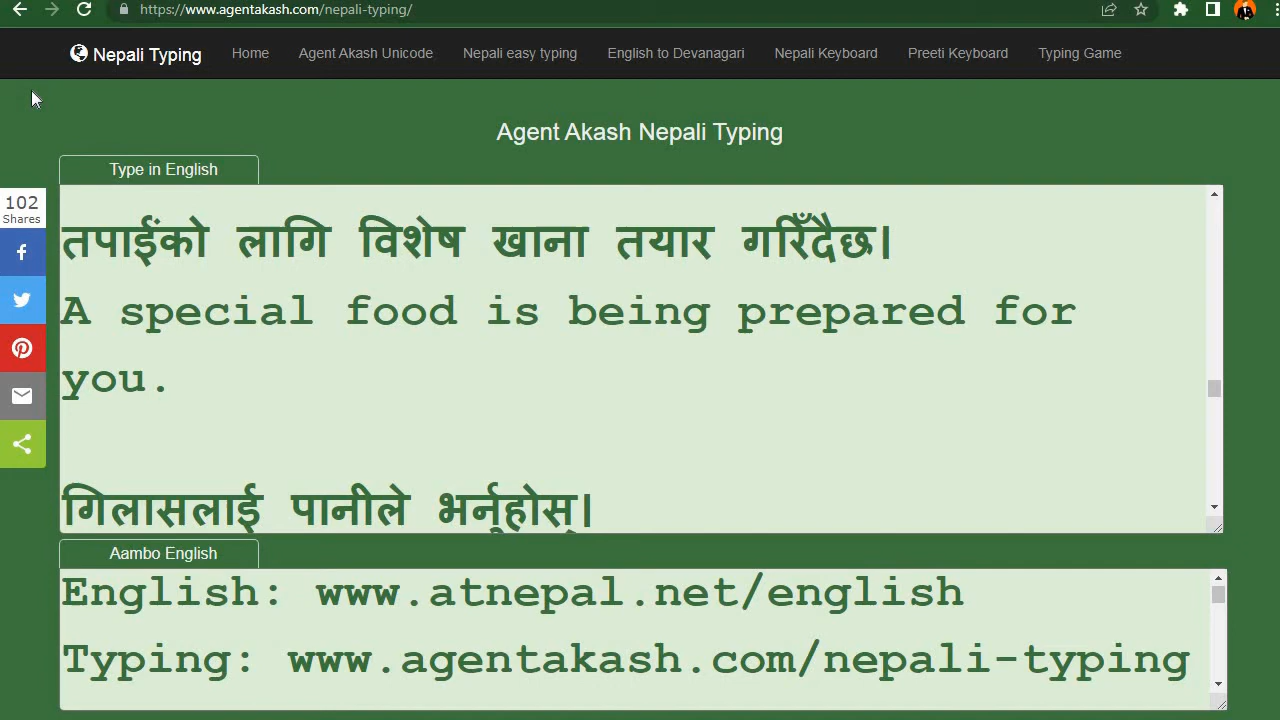 https://www.agentakash.com/nepali-typing/
Nepali Typing Home Agent Akash Unicode Nepali easy typing English to Devanagari Nepali Keyboard Preeti Keyboard Typing Game
Agent Akash Nepali Typing
Type in English
102
Shares
तपाईंको लागि विशेष खाना तयार गरिँदैछ।
A special food is being prepared for
you.
गिलासलाई पानीले भर्नुहोस्।
Aambo English
English: www.atnepal.net/english
Typing: www.agentakash.com/nepali-typing